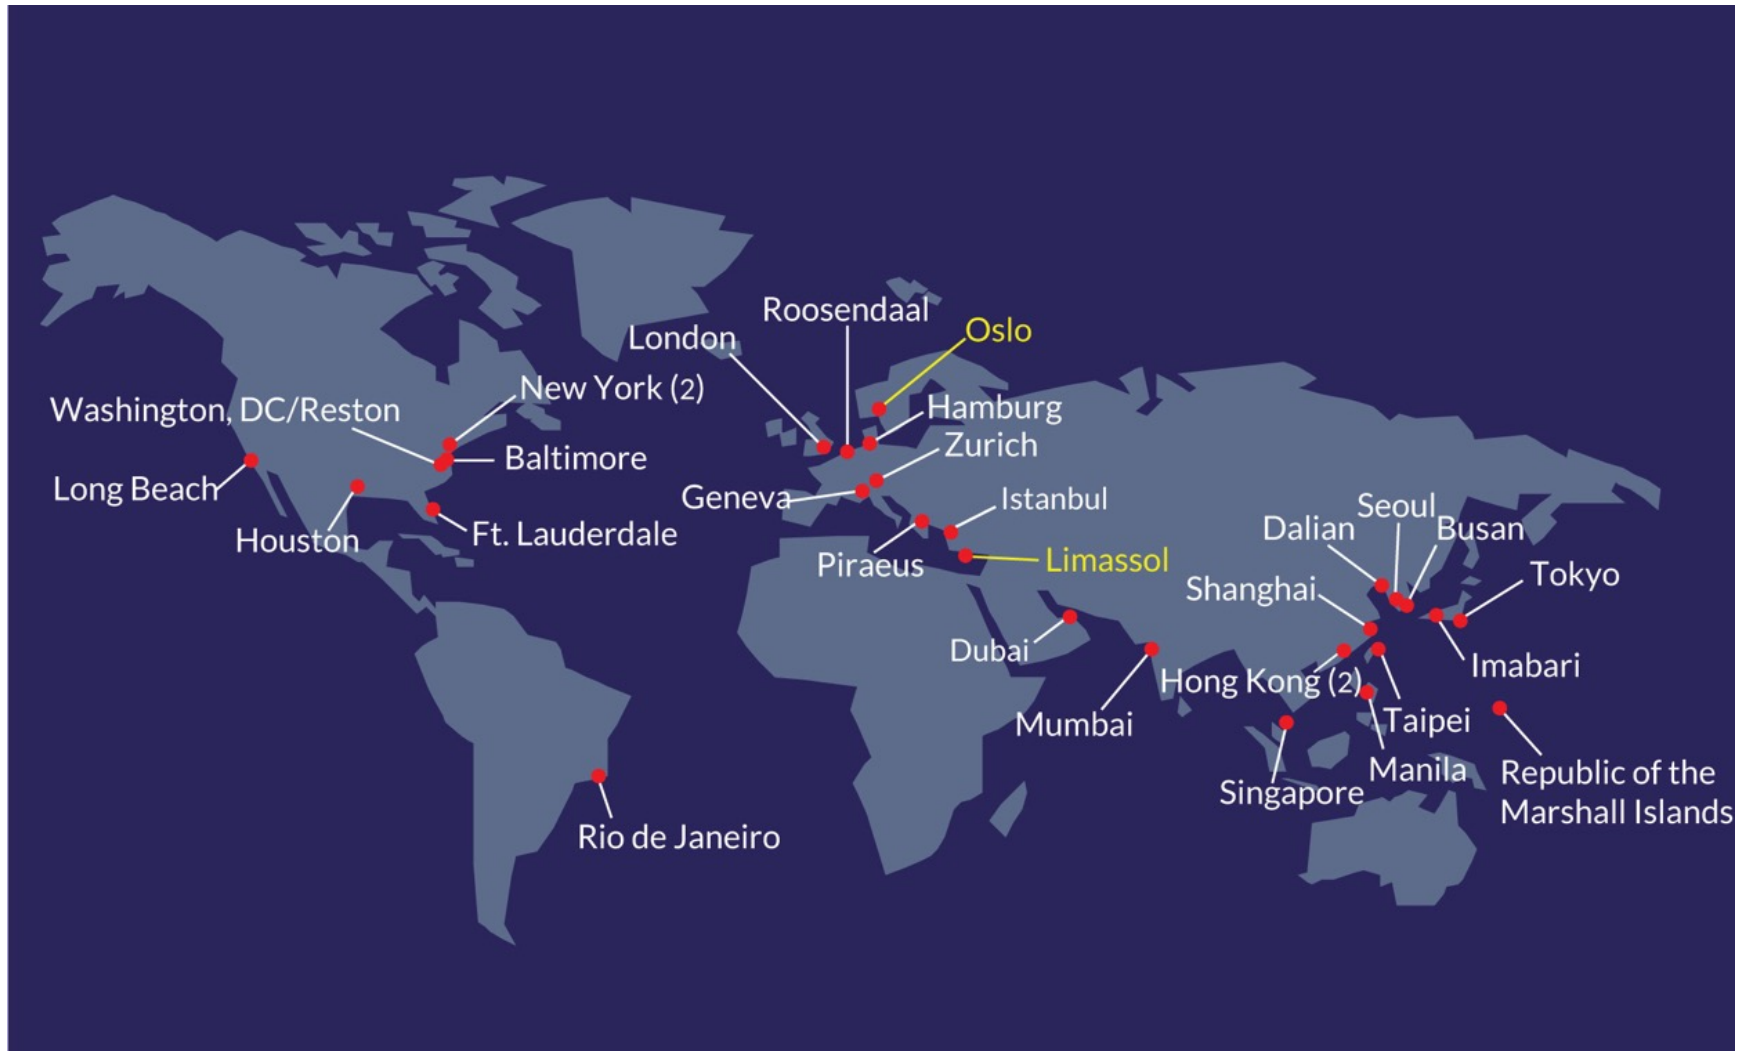 Roosendaal
London
Oslo
New York (2)
Washington, DC/Reston
Hamburg
Zurich
Baltimore
Long Beach
Geneva
Istanbul
Seoul
Dalian
Busan
Houston
Ft. Lauderdale
Piraeus
Limassol
Tokyo
Shanghai
Dubai
Imabari
Hong Kong (2)
Mumbai
Taipei
Manila
Republic of the
Marshall Islands
Singapore
Rio de Janeiro